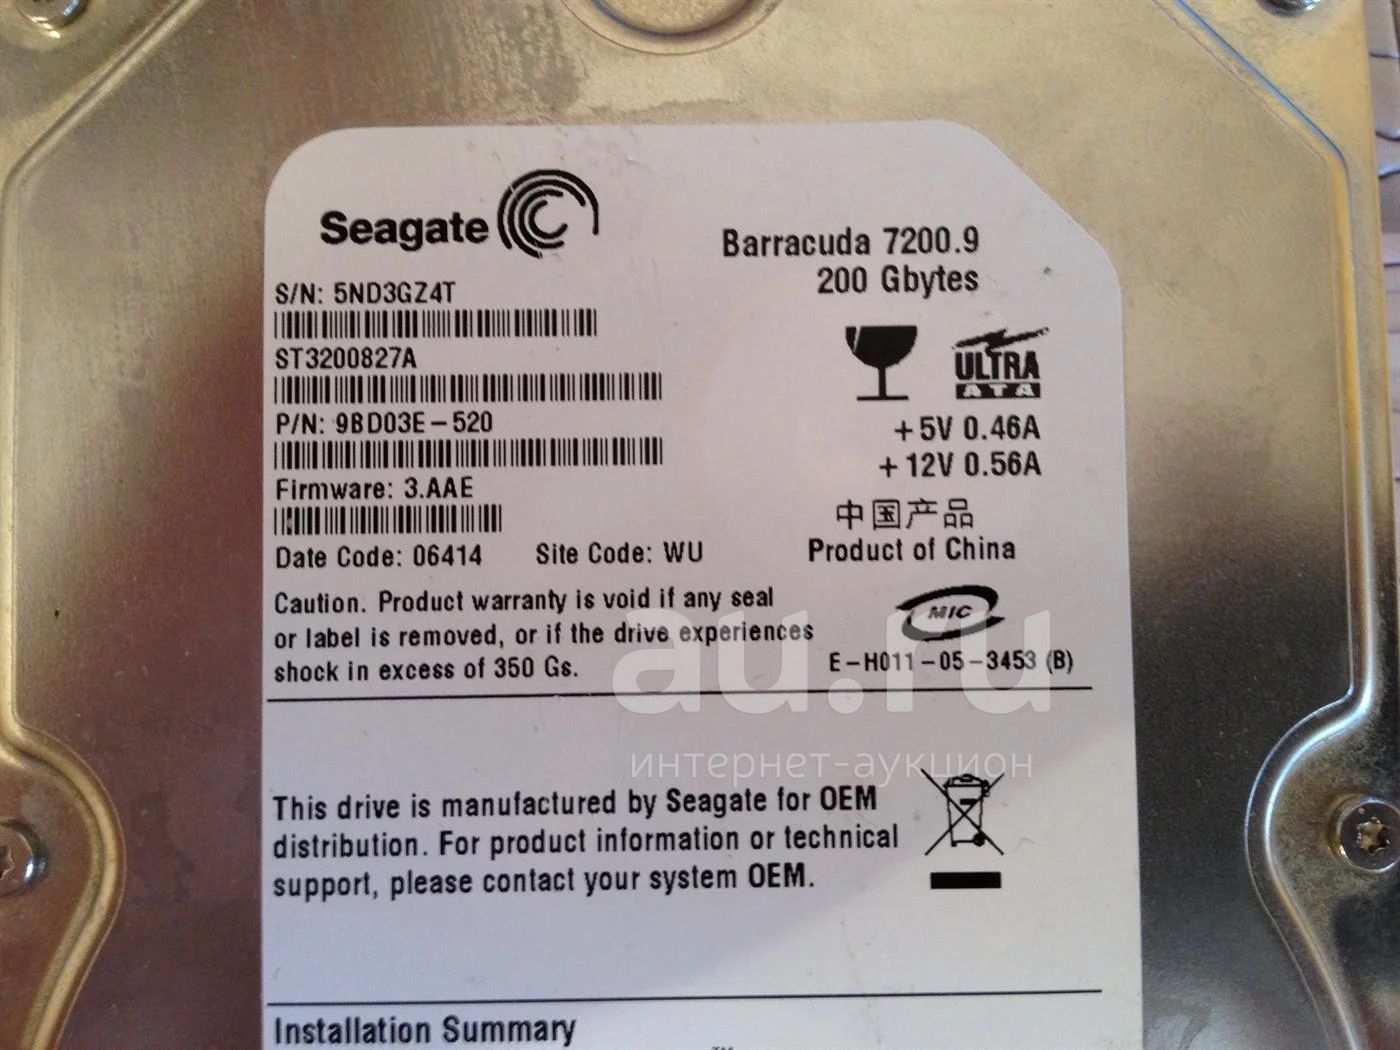 Seagate
Barracuda 7200.9
200 Gbytes
S/N: 5ND3GZ4T
ST3200827A
P/N: 9BD03E-520
Firmware: 3.AAE
Date Code: 06414 Site Code: WU
ULTRA
ATA
+5V 0.46A
+12V 0.56A
中国产品
Product of China
Caution. Product warranty is void if any seal
or label is removed, or if the drive experiences
shock in excess of 350 Gs.
MIC
E-H011-05-3453 (B)
au.ru
интернет-аукцион
This drive is manufactured by Seagate for OEM
distribution. For product information or technical
support, please contact your system OEM.
Installation Summary
TM